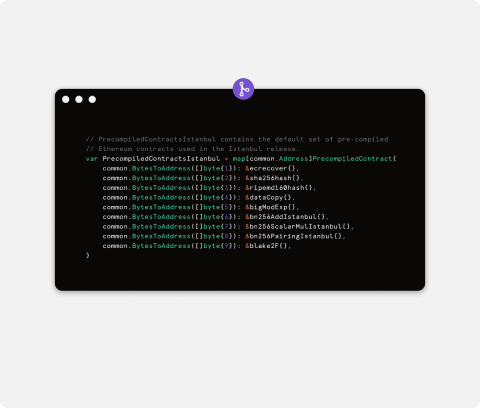 // PrecompiledContractsIstanbul contains the default set of pre-compiled
// Ethereum contracts used in the Istanbul release.
var PrecompiledContractsIstanbul = map[common.Address]PrecompiledContract{
common.BytesToAddress([]byte{1}): &ecrecover{},
common.BytesToAddress([]byte{2}): &sha256hash{},
common.BytesToAddress([]byte{3}): &ripemd160hash{},
common.BytesToAddress([]byte{4}): &dataCopy{},
common.BytesToAddress([]byte{5}): &bigModExp{},
common.BytesToAddress([]byte{6}): &bn256AddIstanbul{},
common.BytesToAddress([]byte{7}): &bn256ScalarMulIstanbul{},
common.BytesToAddress([]byte{8}): &bn256PairingIstanbul{},
common.BytesToAddress([]byte{9}): &blake2F{},
}